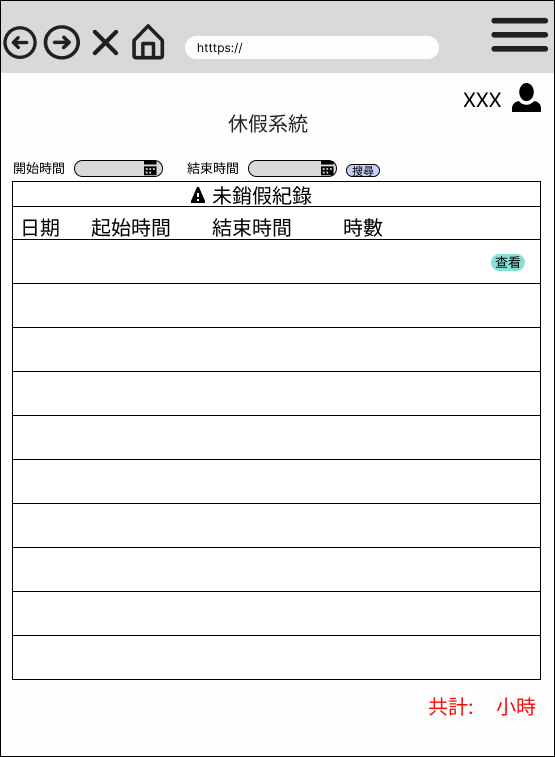 htttps://
XXX
休假系統
開始時間 結束時間 搜尋
未銷假紀錄
日期 起始時間 結束時間 時數
查看
共計: 小時